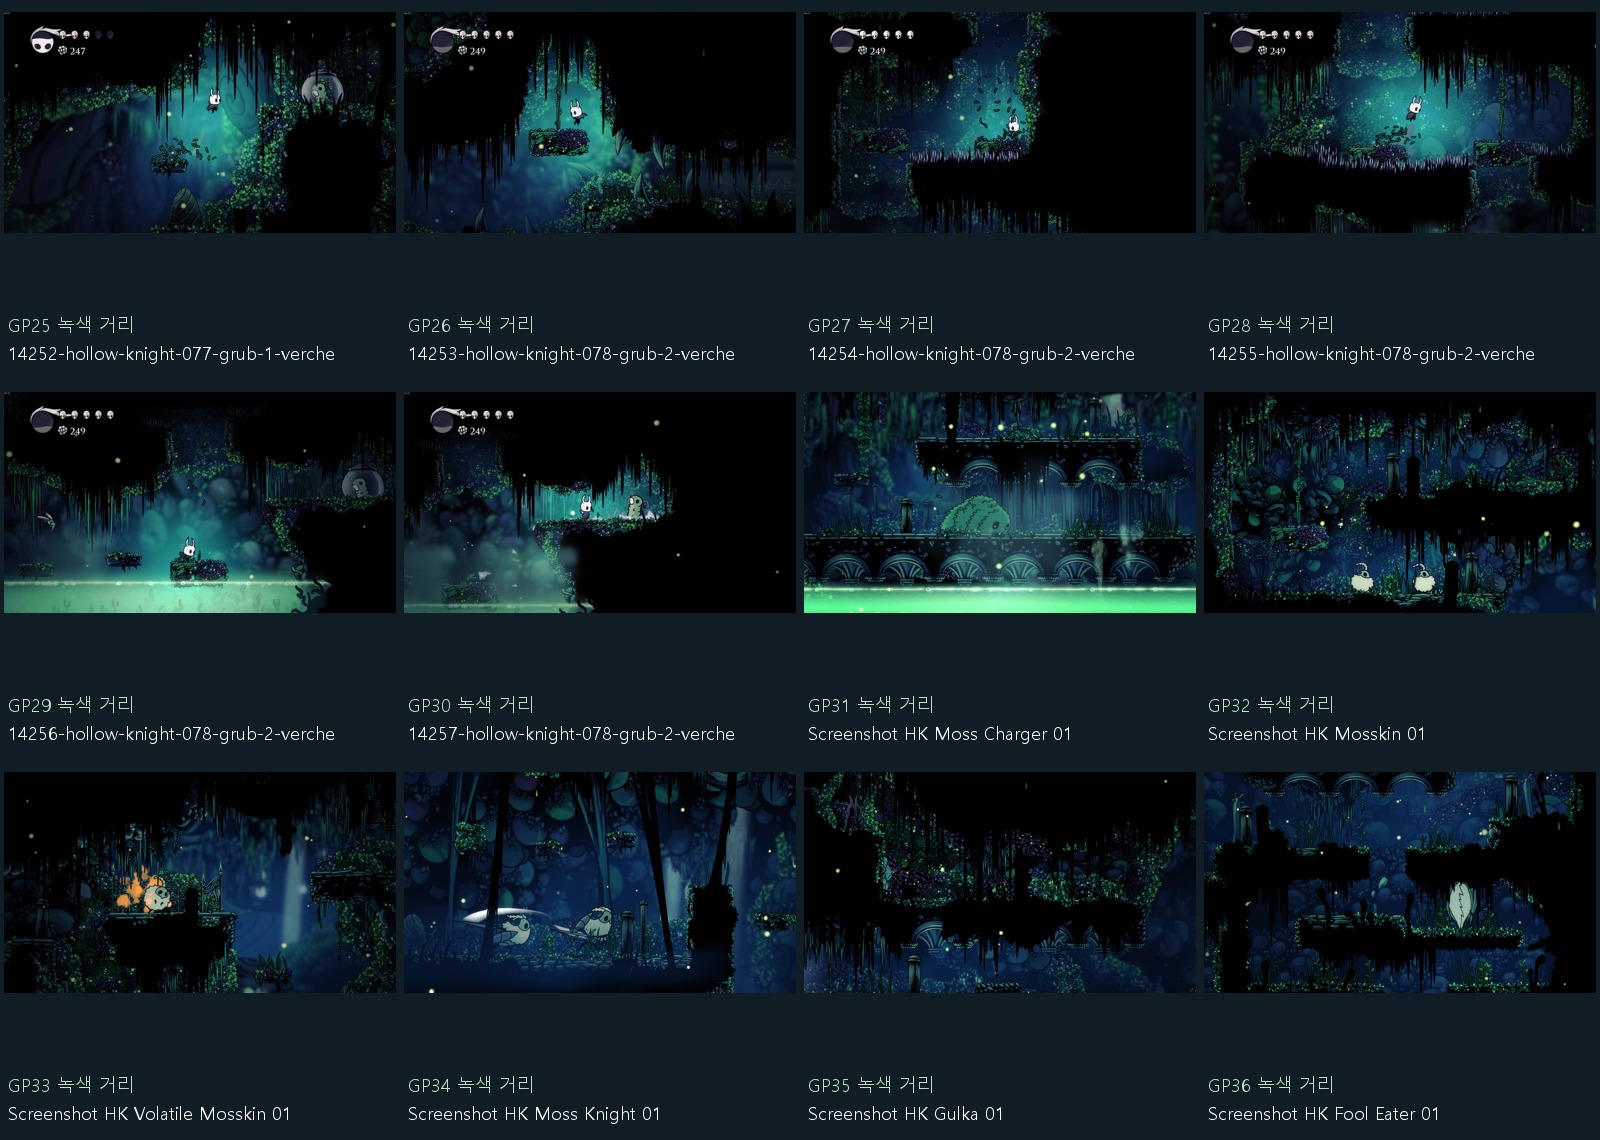 247
249
249
249
GP25 녹색 거리
GP26 녹색 거리
GP27 녹색 거리
GP28 녹색 거리
14252-hollow-knight-077-grub-1-verche
14253-hollow-knight-078-grub-2-verche
14254-hollow-knight-078-grub-2-verche
14255-hollow-knight-078-grub-2-verche
249
249
GP29 녹색 거리
GP30 녹색 거리
GP31 녹색 거리
GP32 녹색 거리
14256-hollow-knight-078-grub-2-verche
14257-hollow-knight-078-grub-2-verche
Screenshot HK Moss Charger 01
Screenshot HK Mosskin 01
GP33 녹색 거리
GP34 녹색 거리
GP35 녹색 거리
GP36 녹색 거리
Screenshot HK Volatile Mosskin 01
Screenshot HK Moss Knight 01
Screenshot HK Gulka 01
Screenshot HK Fool Eater 01